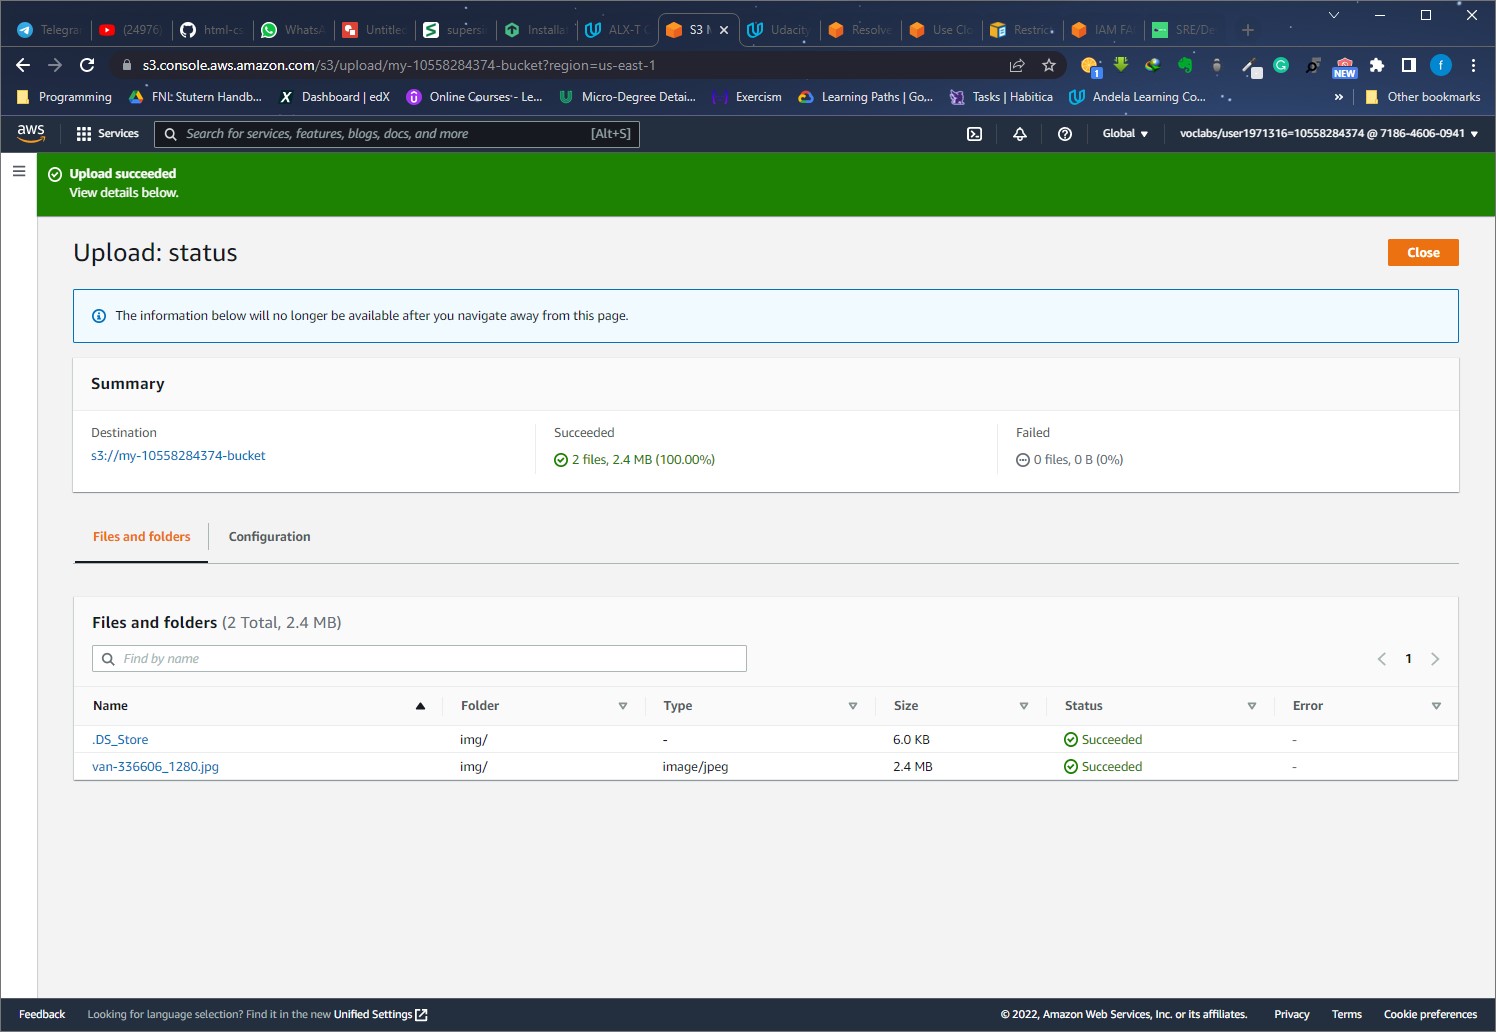 Telegra (24976) html-cs WhatsA Untitled supers Installa ALX-T C S3 M Udacity Resolve Use Clo Restric IAM FA SRE/De
s3.console.aws.amazon.com/s3/upload/my-10558284374-bucket?region=us-east-1
1 NEW f
Programming FNL: Stutern Handb... Dashboard | edX Online Courses - Le... Micro-Degree Detai... Exercism Learning Paths | Go... Tasks | Habitica Andela Learning Co... » Other bookmarks
aws Services Search for services, features, blogs, docs, and more [Alt+S] Global voclabs/user1971316=10558284374 @ 7186-4606-0941
Upload succeeded
View details below.
Upload: status Close
The information below will no longer be available after you navigate away from this page.
Summary
Destination Succeeded Failed
s3://my-10558284374-bucket 2 files, 2.4 MB (100.00%) 0 files, 0 B (0%)
Files and folders Configuration
Files and folders (2 Total, 2.4 MB)
Find by name 1
Name Folder Type Size Status Error
.DS_Store img/ - 6.0 KB Succeeded -
van-336606_1280.jpg img/ image/jpeg 2.4 MB Succeeded -
Feedback Looking for language selection? Find it in the new Unified Settings © 2022, Amazon Web Services, Inc. or its affiliates. Privacy Terms Cookie preferences